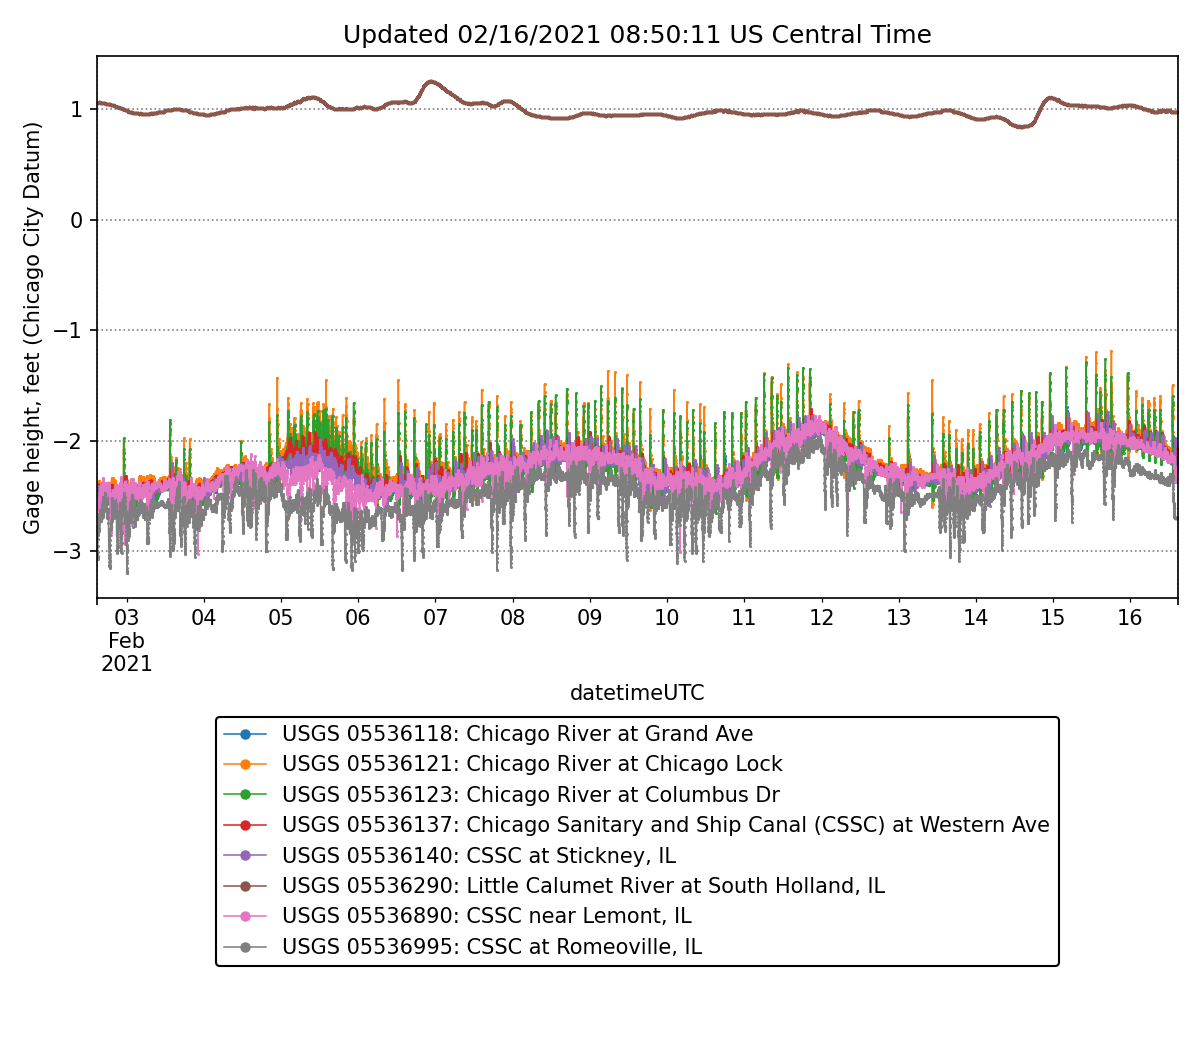 Updated 02/16/2021 08:50:11 US Central Time
Gage height, feet (Chicago City Datum)
1
0
−1
−2
−3
03 04 05 06 07 08 09 10 11 12 13 14 15 16
Feb
2021
datetimeUTC
USGS 05536118: Chicago River at Grand Ave
USGS 05536121: Chicago River at Chicago Lock
USGS 05536123: Chicago River at Columbus Dr
USGS 05536137: Chicago Sanitary and Ship Canal (CSSC) at Western Ave
USGS 05536140: CSSC at Stickney, IL
USGS 05536290: Little Calumet River at South Holland, IL
USGS 05536890: CSSC near Lemont, IL
USGS 05536995: CSSC at Romeoville, IL